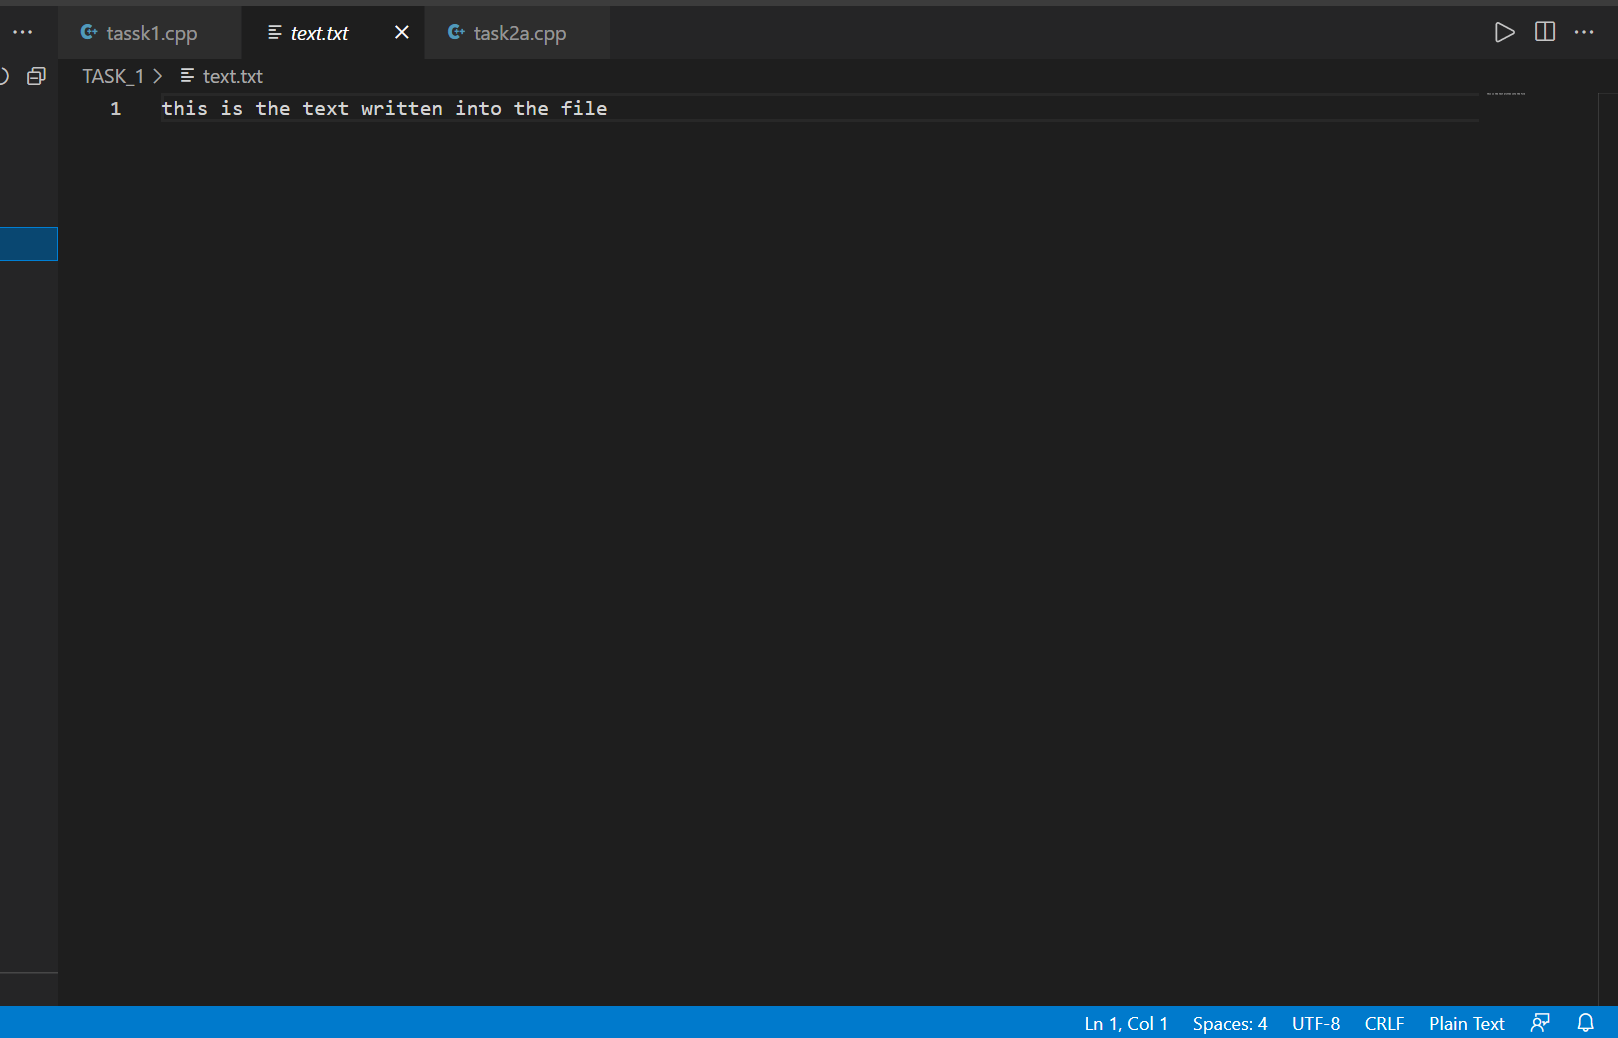 tassk1.cpp
text.txt
task2a.cpp
TASK_1 > text.txt
1 this is the text written into the file
Ln 1, Col 1 Spaces: 4 UTF-8 CRLF Plain Text